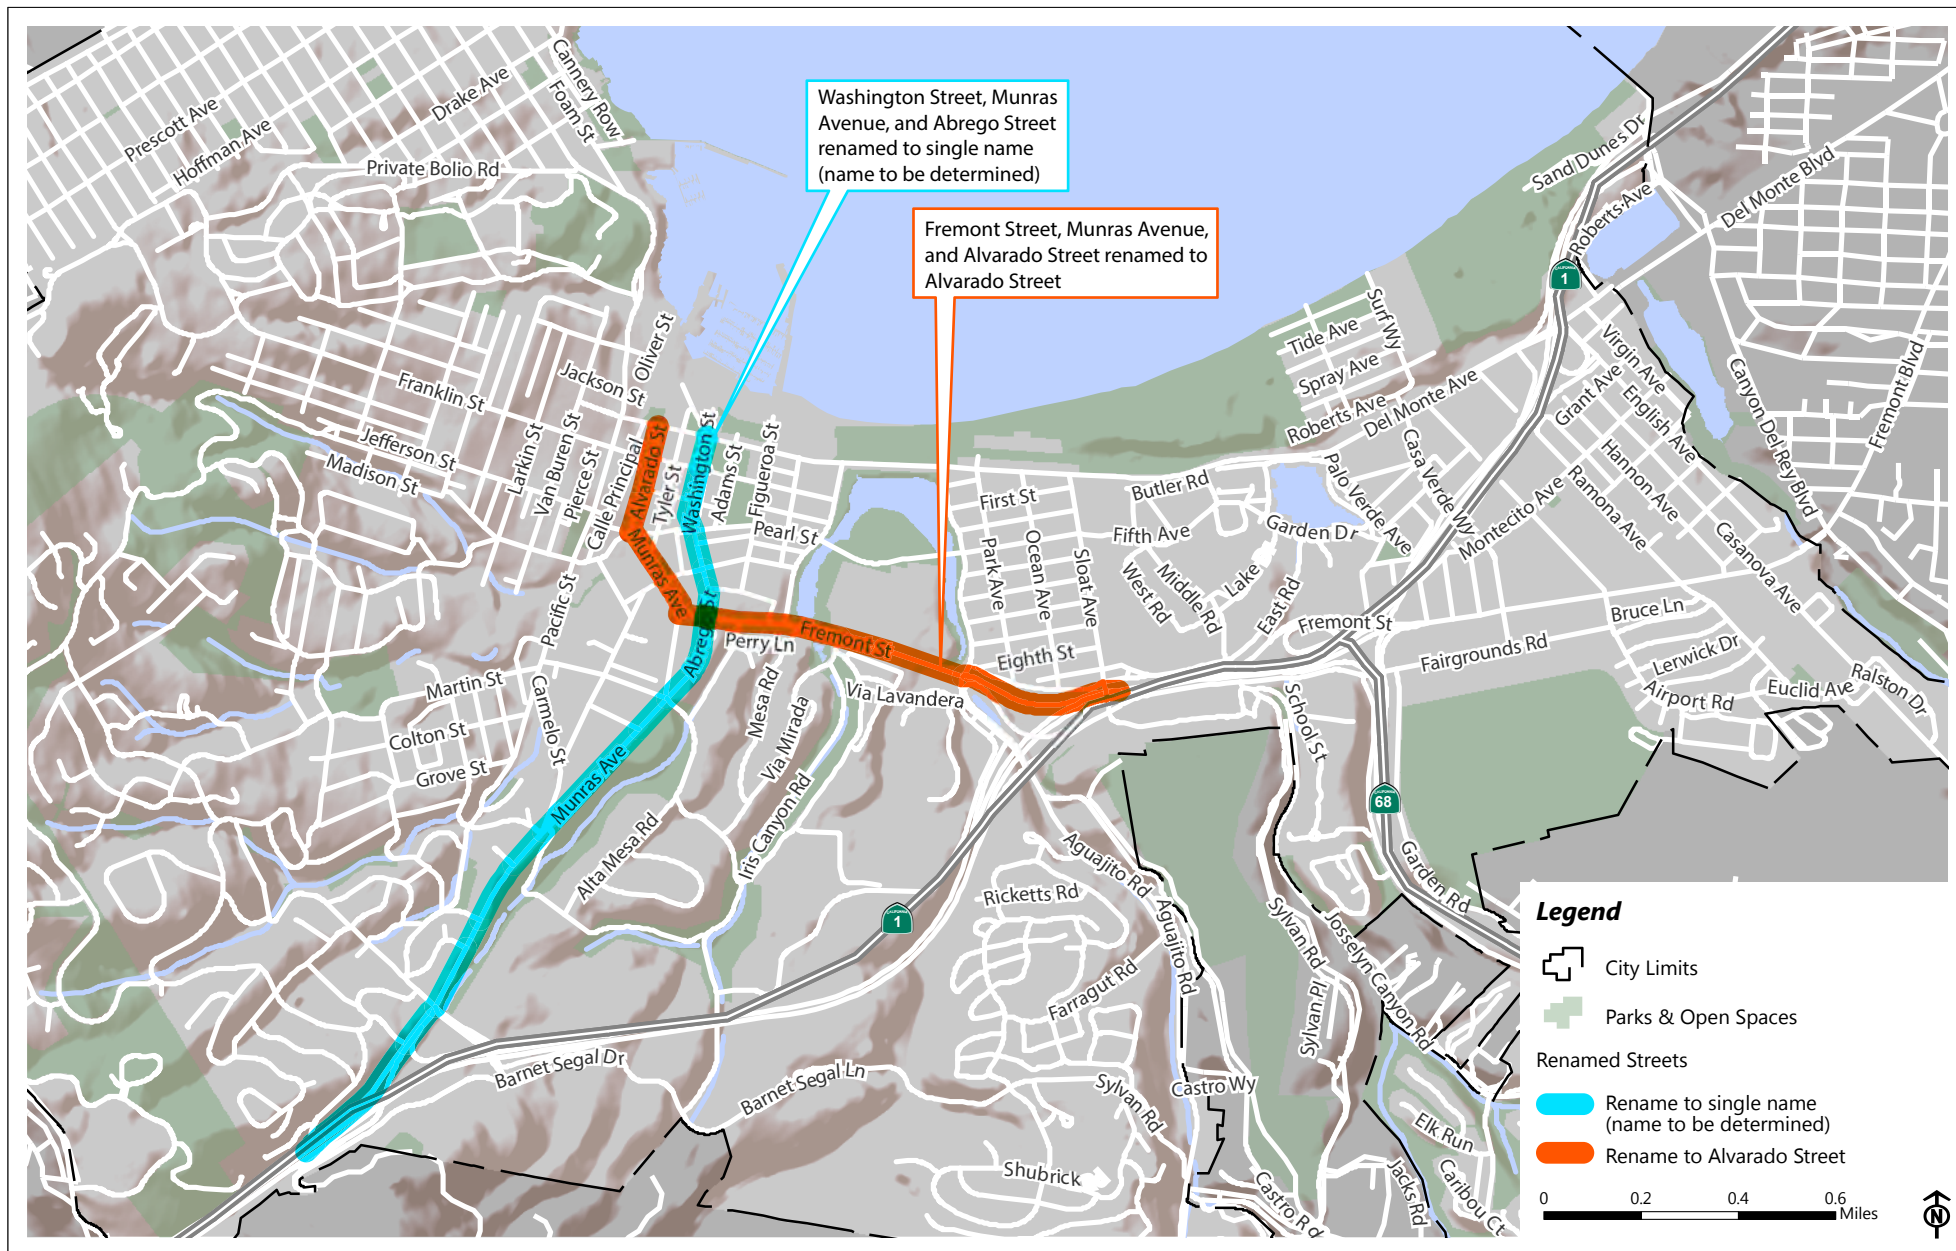 Washington Street, Munras
Avenue, and Abrego Street
renamed to single name
(name to be determined)
Fremont Street, Munras Avenue,
and Alvarado Street renamed to
Alvarado Street
Prescott Ave
Hoffman Ave
Drake Ave
Cannery Row
Foam St
Private Bolio Rd
Oliver St
Jackson St
Franklin St
Jefferson St
Madison St
Larkin St
Van Buren St
Pierce St
Calle Principal
Alvarado St
Tyler St
Washington St
Adams St
Figueroa St
Pearl St
Munras Ave
Abrego St
Pacific St
Perry Ln
Fremont St
Mesa Rd
Via Mirada
Via Lavandera
Iris Canyon Rd
Martin St
Carmelo St
Colton St
Grove St
Munras Ave
Alta Mesa Rd
Barnet Segal Dr
Barnet Segal Ln
First St
Park Ave
Ocean Ave
Sloat Ave
Eighth St
Butler Rd
Fifth Ave
West Rd
Middle Rd
Lake
East Rd
Garden Dr
Fremont St
Tide Ave
Surf Wy
Spray Ave
Roberts Ave
Del Monte Ave
Palo Verde Ave
Casa Verde Wy
Sand Dunes Dr
Roberts Ave
Del Monte Blvd
Virgin Ave
Grant Ave
English Ave
Hannon Ave
Ramona Ave
Montecito Ave
Casanova Ave
Canyon Del Rey Blvd
Fremont Blvd
Bruce Ln
Fairgrounds Rd
Lerwick Dr
Airport Rd
Euclid Ave
Ralston Dr
School St
Garden Rd
Aguajito Rd
Aguajito Rd
Ricketts Rd
Farragut Rd
Sylvan Rd
Sylvan Pl
Josselyn Canyon Rd
Sylvan Rd
Castro Wy
Castro Rd
Shubrick
Elk Run
Jacks Rd
Caribou Ct
CALIFORNIA
1
CALIFORNIA
1
CALIFORNIA
68
Legend
City Limits
Parks & Open Spaces
Renamed Streets
Rename to single name
(name to be determined)
Rename to Alvarado Street
0 0.2 0.4 0.6
Miles
N